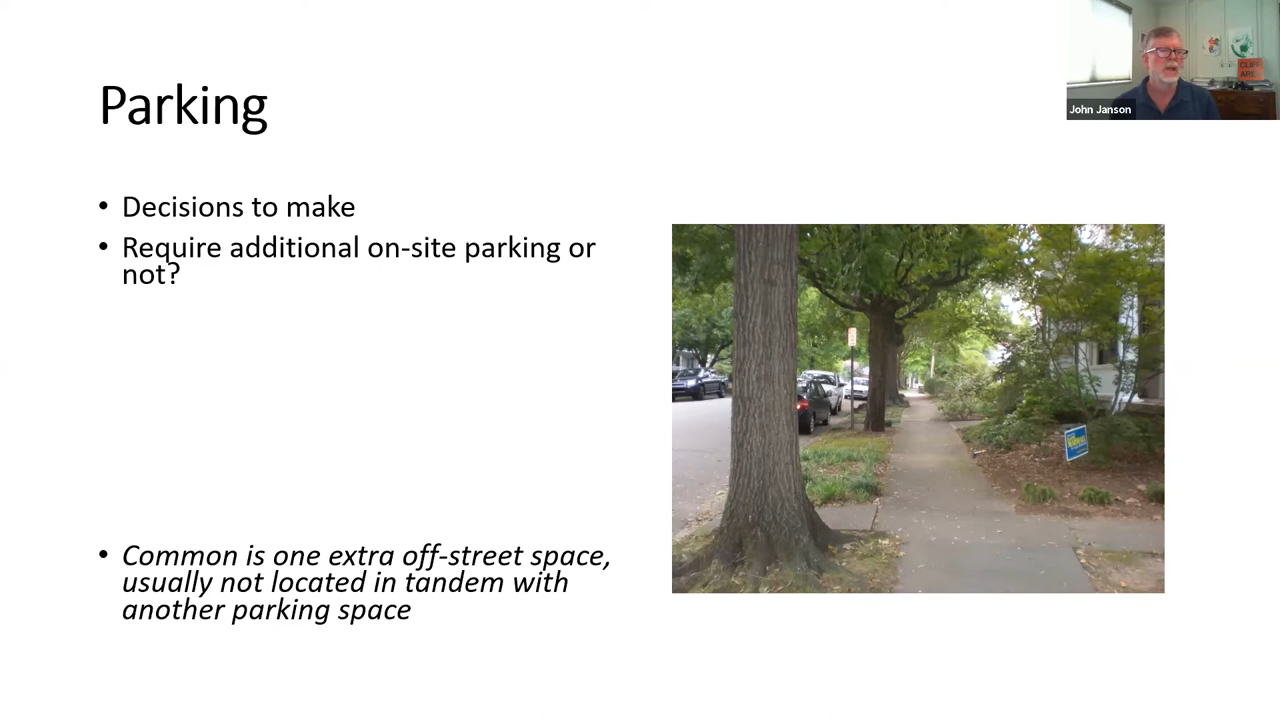 Parking
John Janson
• Decisions to make
• Require additional on-site parking or
not?
• Common is one extra off-street space,
usually not located in tandem with
another parking space